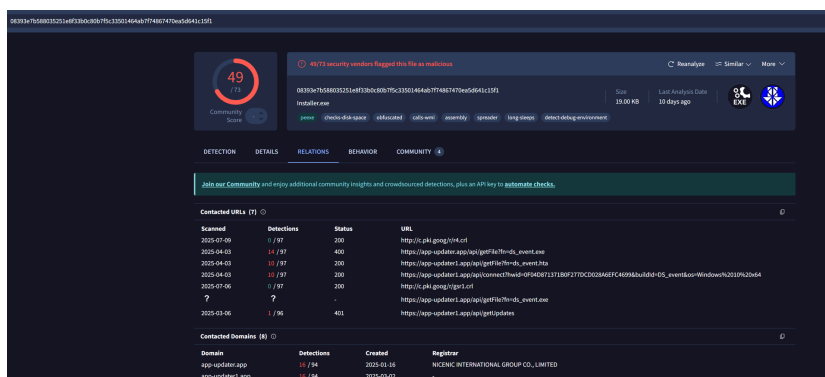 08393e7b588035251e8f33b0c80b7f5c33501464ab7f74867470ea5d641c15f1
49
/ 73
Community
Score
49/73 security vendors flagged this file as malicious
Reanalyze
Similar
More
08393e7b588035251e8f33b0c80b7f5c33501464ab7f74867470ea5d641c15f1
Installer.exe
Size
19.00 KB
Last Analysis Date
10 days ago
EXE
peexe checks-disk-space obfuscated calls-wmi assembly spreader long-sleeps detect-debug-environment
DETECTION DETAILS RELATIONS BEHAVIOR COMMUNITY 4
Join our Community and enjoy additional community insights and crowdsourced detections, plus an API key to automate checks.
Contacted URLs (7)
Scanned Detections Status URL
2025-07-09 0 / 97 200 http://c.pki.goog/r/r4.crl
2025-04-03 14 / 97 400 https://app-updater.app/api/getFile?fn=ds_event.exe
2025-04-03 10 / 97 200 https://app-updater1.app/api/getFile?fn=ds_event.hta
2025-04-03 10 / 97 200 https://app-updater1.app/api/connect?hwid=0F04D871371B0F277DCD028A6EFC4699&buildId=DS_event&os=Windows%2010%20x64
2025-07-06 0 / 97 200 http://c.pki.goog/r/gsr1.crl
? ? - https://app-updater1.app/api/getFile?fn=ds_event.exe
2025-03-06 1 / 96 401 https://app-updater1.app/api/getUpdates
Contacted Domains (8)
Domain Detections Created Registrar
app-updater.app 16 / 94 2025-01-16 NICENIC INTERNATIONAL GROUP CO., LIMITED
app-updater1.app 16 / 94 2025-03-02 -